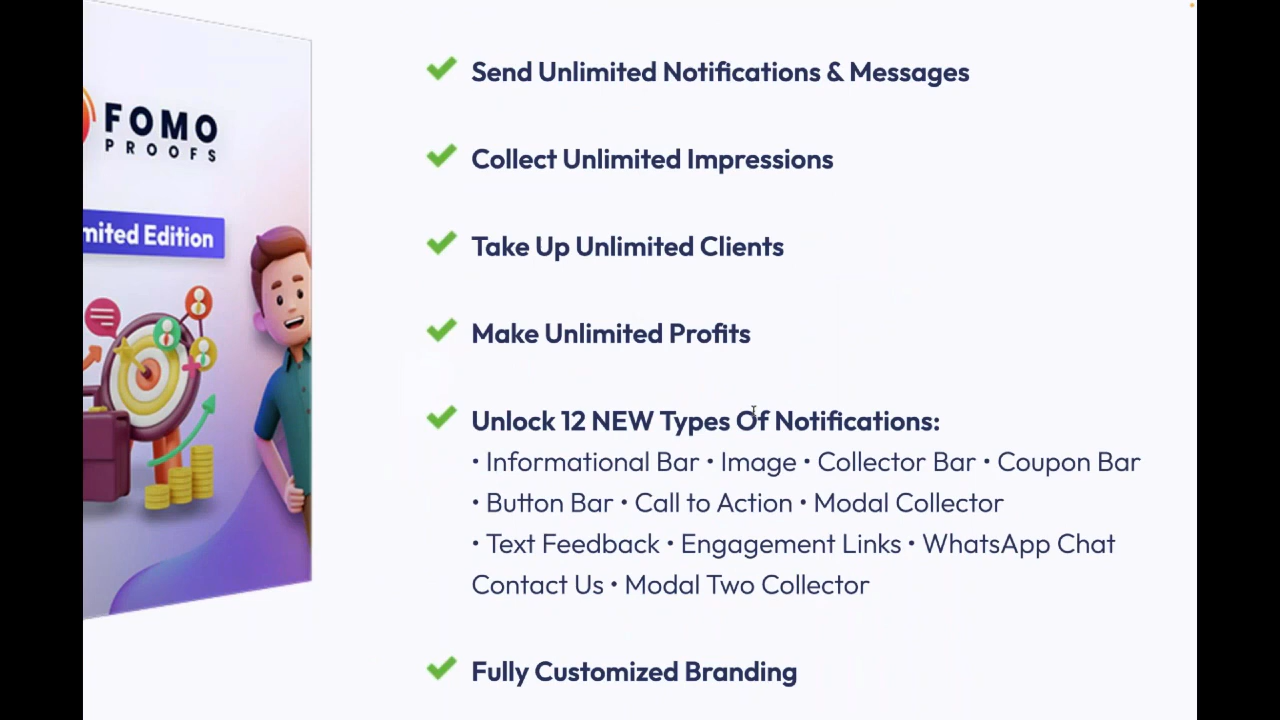 FOMO
PROOFS
mited Edition
Send Unlimited Notifications & Messages
Collect Unlimited Impressions
Take Up Unlimited Clients
Make Unlimited Profits
Unlock 12 NEW Types Of Notifications:
• Informational Bar • Image • Collector Bar • Coupon Bar
• Button Bar • Call to Action • Modal Collector
• Text Feedback • Engagement Links • WhatsApp Chat
Contact Us • Modal Two Collector
Fully Customized Branding